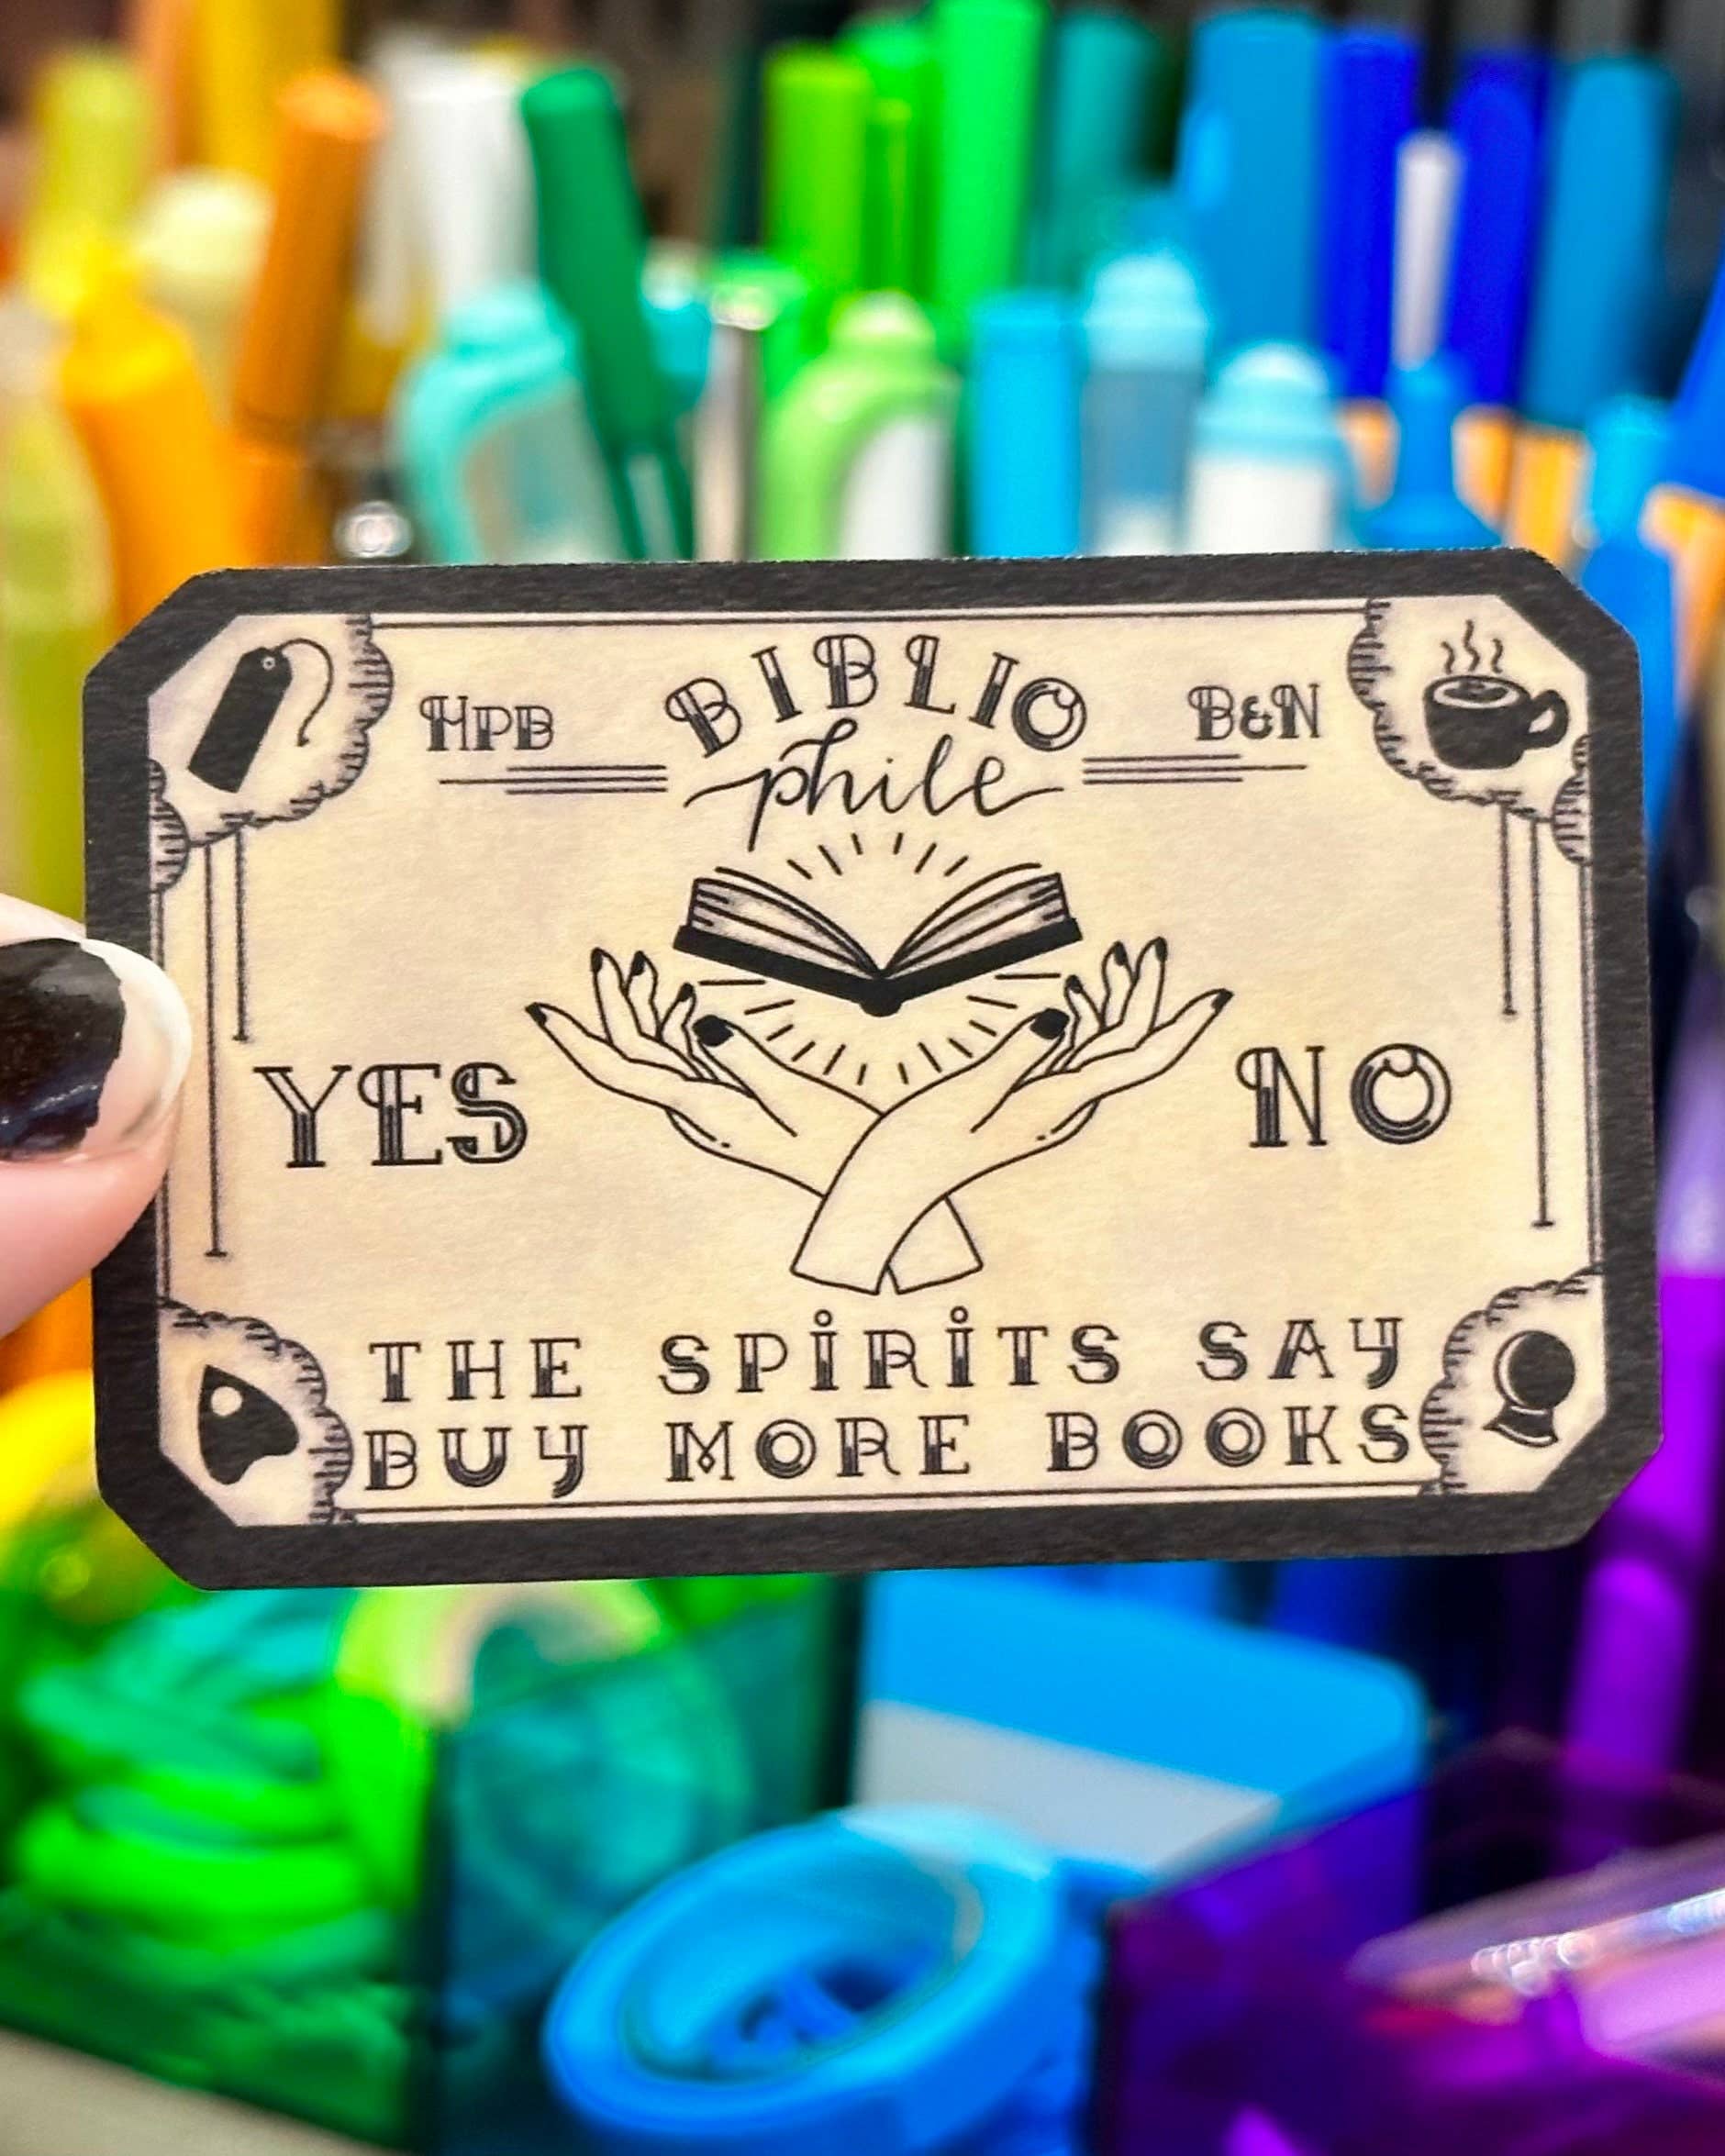 HPB BIBLIO B&N
phile
YES NO
THE SPIRITS SAY
BUY MORE BOOKS